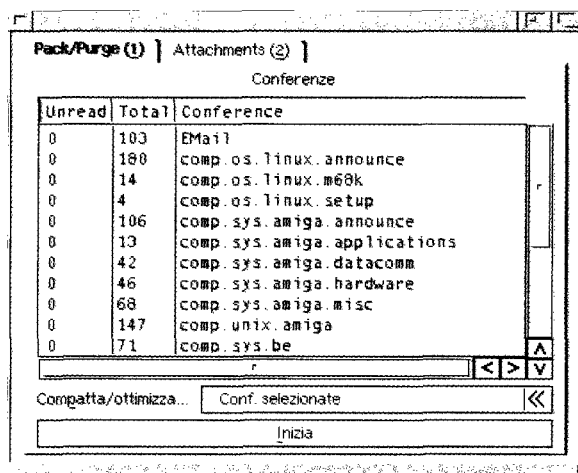 Pack/Purge (1) Attachments (2)
Conferenze
Unread Total Conference
0 103 EMail
0 180 comp.os.linux.announce
0 14 comp.os.linux.m68k
0 4 comp.os.linux.setup
0 106 comp.sys.amiga.announce
0 13 comp.sys.amiga.applications
0 42 comp.sys.amiga.datacomm
0 46 comp.sys.amiga.hardware
0 68 comp.sys.amiga.misc
0 147 comp.unix.amiga
0 71 comp.sys.be
Compatta/ottimizza... Conf. selezionate
Inizia